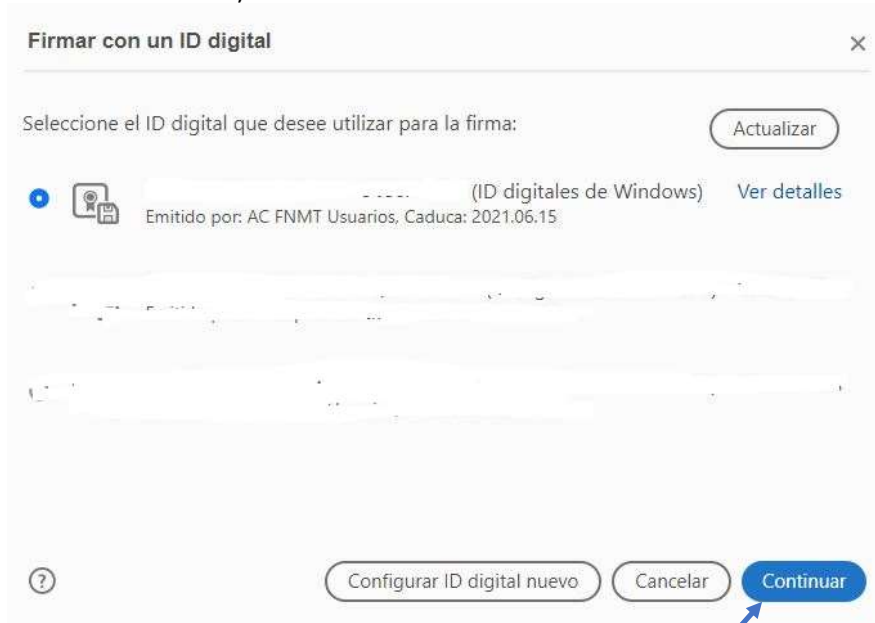 Firmar con un ID digital
Seleccione el ID digital que desee utilizar para la firma:
Actualizar
(ID digitales de Windows) Ver detalles
Emitido por: AC FNMT Usuarios, Caduca: 2021.06.15
Configurar ID digital nuevo
Cancelar
Continuar